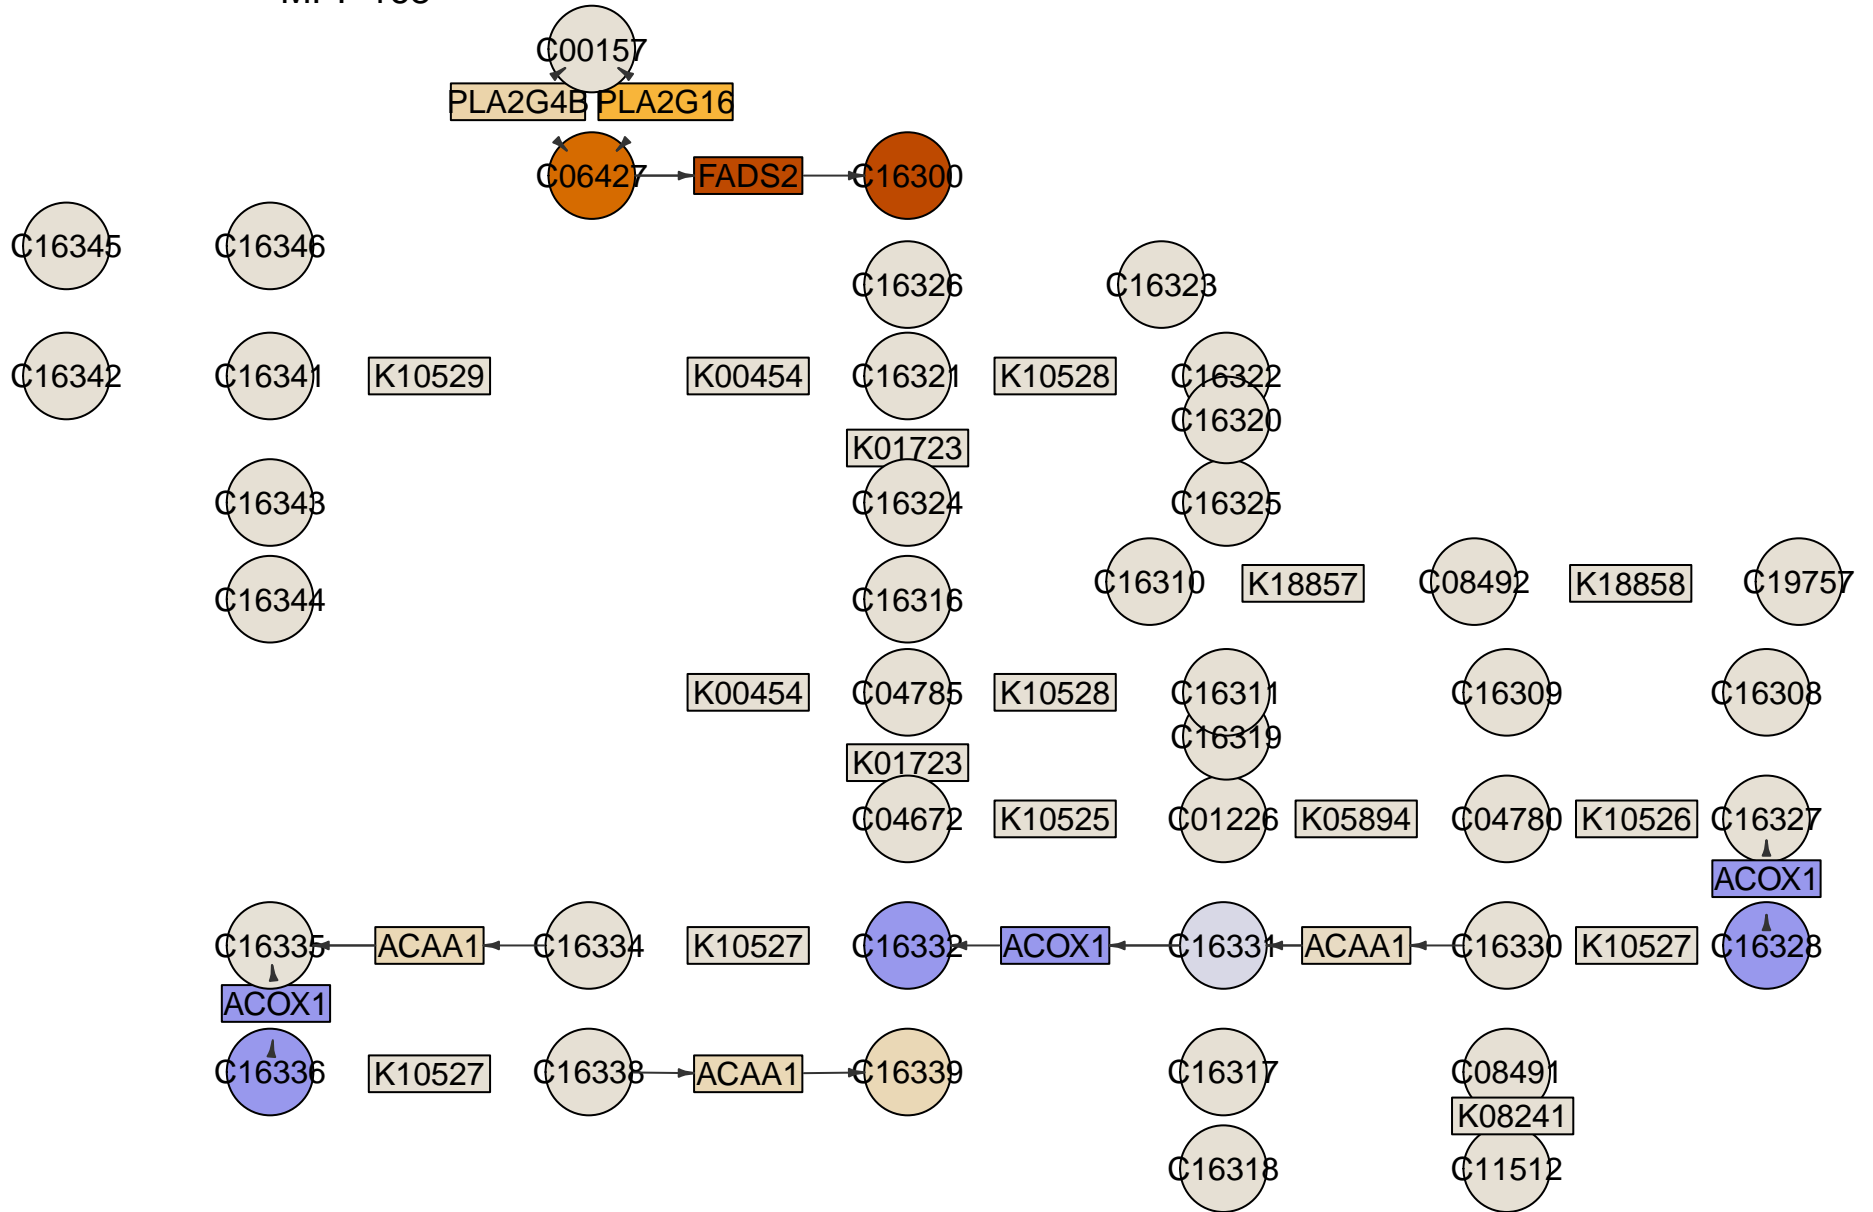 C00157
PLA2G4B PLA2G16
C06427 FADS2 C16300
C16345 C16346
C16326 C16323
C16342 C16341 K10529 K00454 C16321 K10528 C16322
C16320
K01723
C16343 C16324 C16325
C16310 K18857 C08492 K18858 C19757
C16344 C16316
K00454 C04785 K10528 C16311 C16309 C16308
C16319
K01723
C04672 K10525 C01226 K05894 C04780 K10526 C16327
ACOX1
C16335 ACAA1 C16334 K10527 C16332 ACOX1 C16331 ACAA1 C16330 K10527 C16328
ACOX1
C16336 K10527 C16338 ACAA1 C16339 C16317 C08491
K08241
C16318 C11512